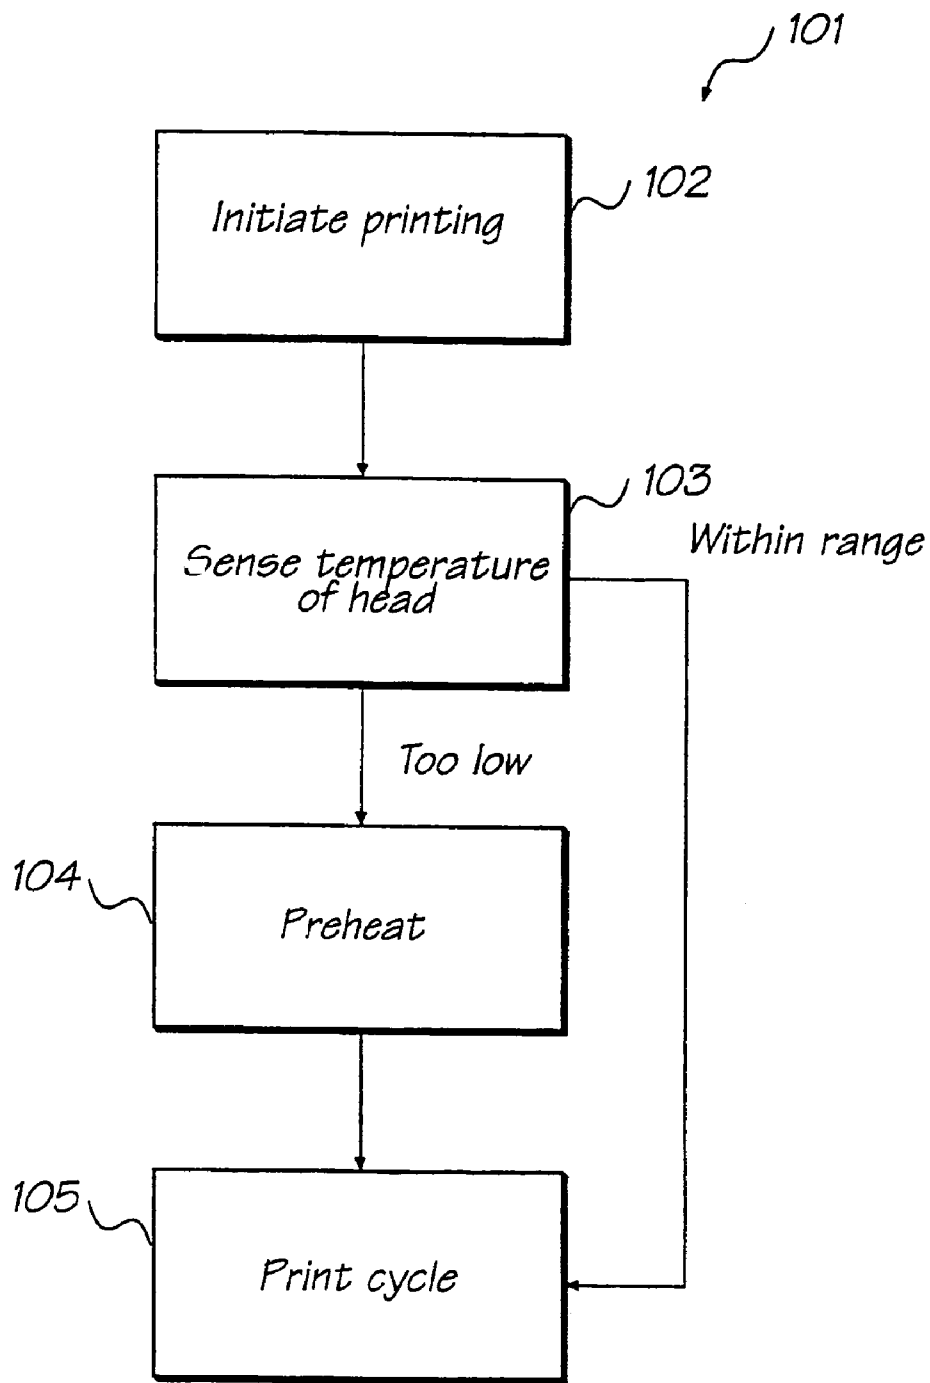 101
Initiate printing
102
Sense temperature
of head
103
Within range
Too low
104
Preheat
105
Print cycle